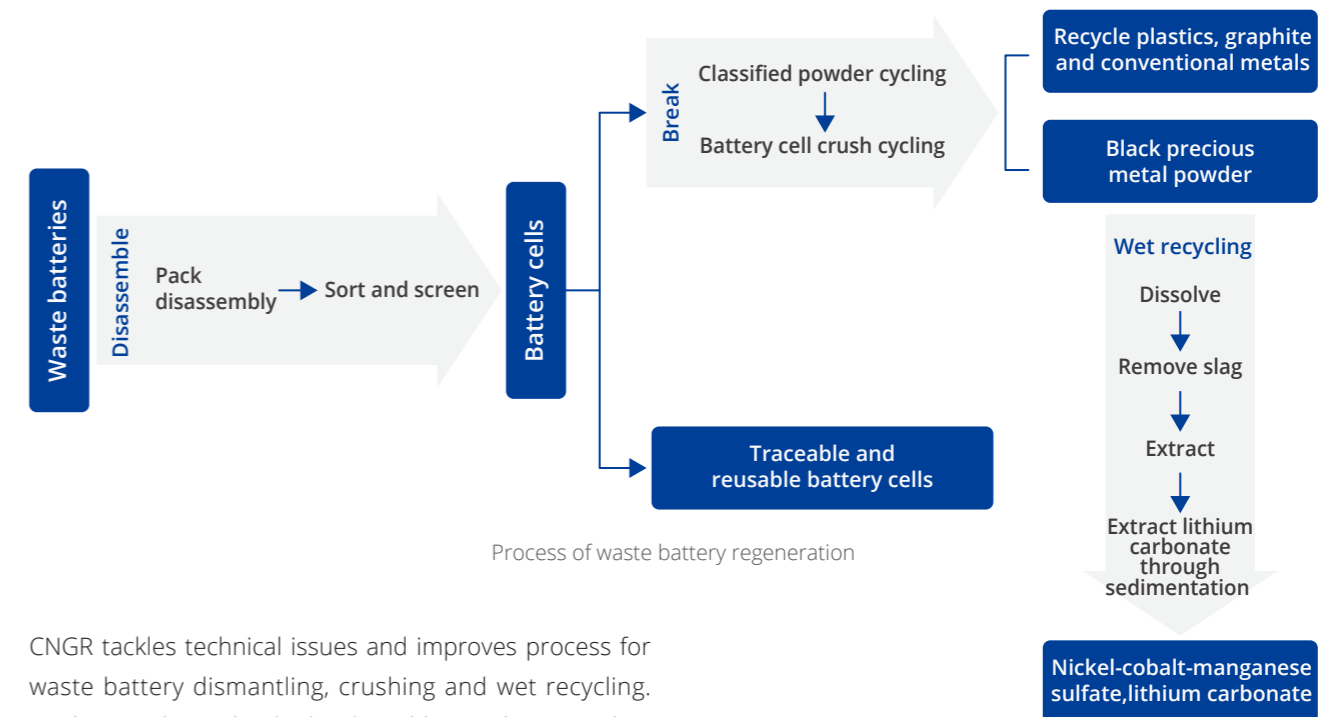 Waste batteries
Disassemble
Pack
disassembly
Sort and screen
Battery cells
Break
Classified powder cycling
Battery cell crush cycling
Recycle plastics, graphite
and conventional metals
Black precious
metal powder
Traceable and
reusable battery cells
Wet recycling
Dissolve
Remove slag
Extract
Extract lithium
carbonate
through
sedimentation
Nickel-cobalt-manganese
sulfate,lithium carbonate
Process of waste battery regeneration
CNGR tackles technical issues and improves process for
waste battery dismantling, crushing and wet recycling.